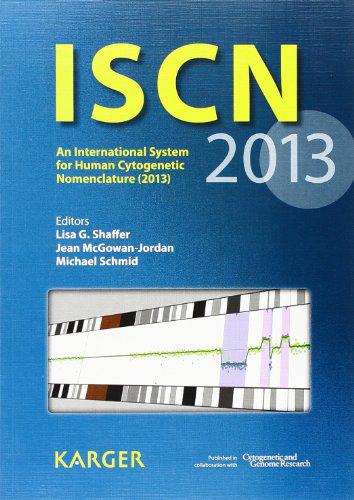 ISCN
2013
An International System
for Human Cytogenetic
Nomenclature (2013)
Editors
Lisa G. Shaffer
Jean McGowan-Jordan
Michael Schmid
KARGER
Published in
collaboration with
Cytogenetic and
Genome Research